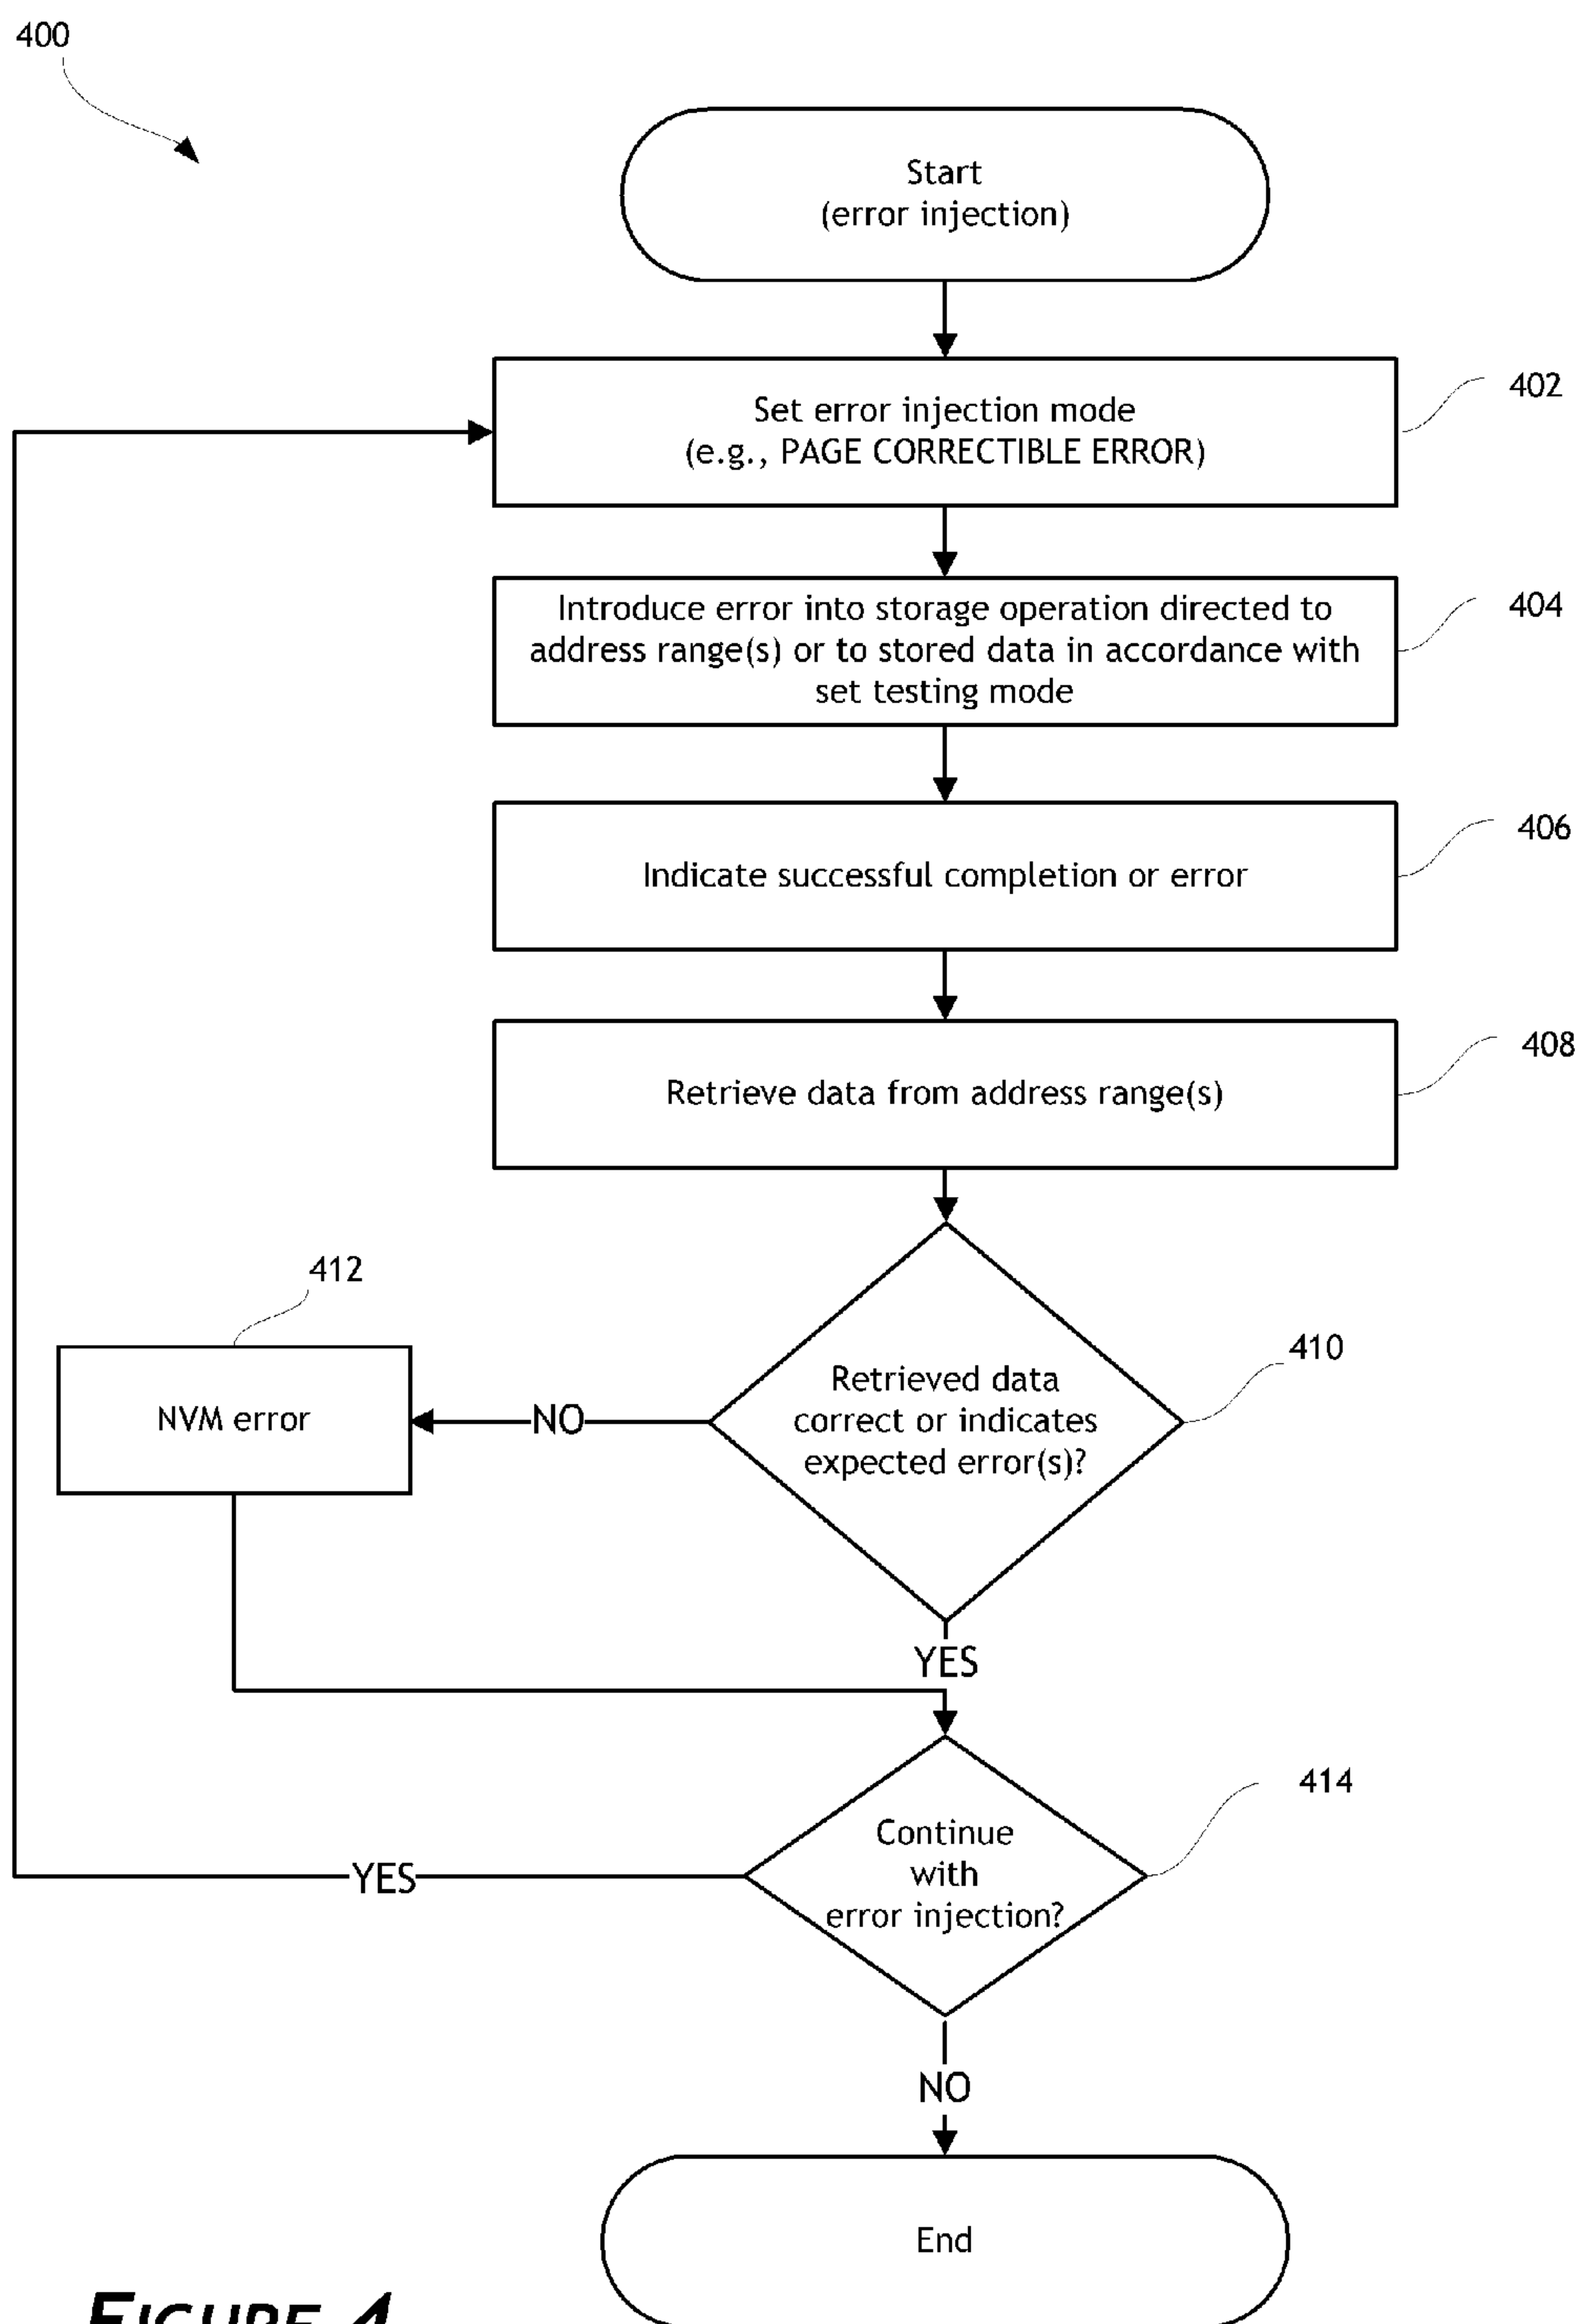 400
Start
(error injection)
Set error injection mode
(e.g., PAGE CORRECTIBLE ERROR)
402
Introduce error into storage operation directed to
address range(s) or to stored data in accordance with
set testing mode
404
Indicate successful completion or error
406
Retrieve data from address range(s)
408
412
NVM error
NO
Retrieved data
correct or indicates
expected error(s)?
410
YES
Continue
with
error injection?
414
YES
NO
End
FIGURE 4